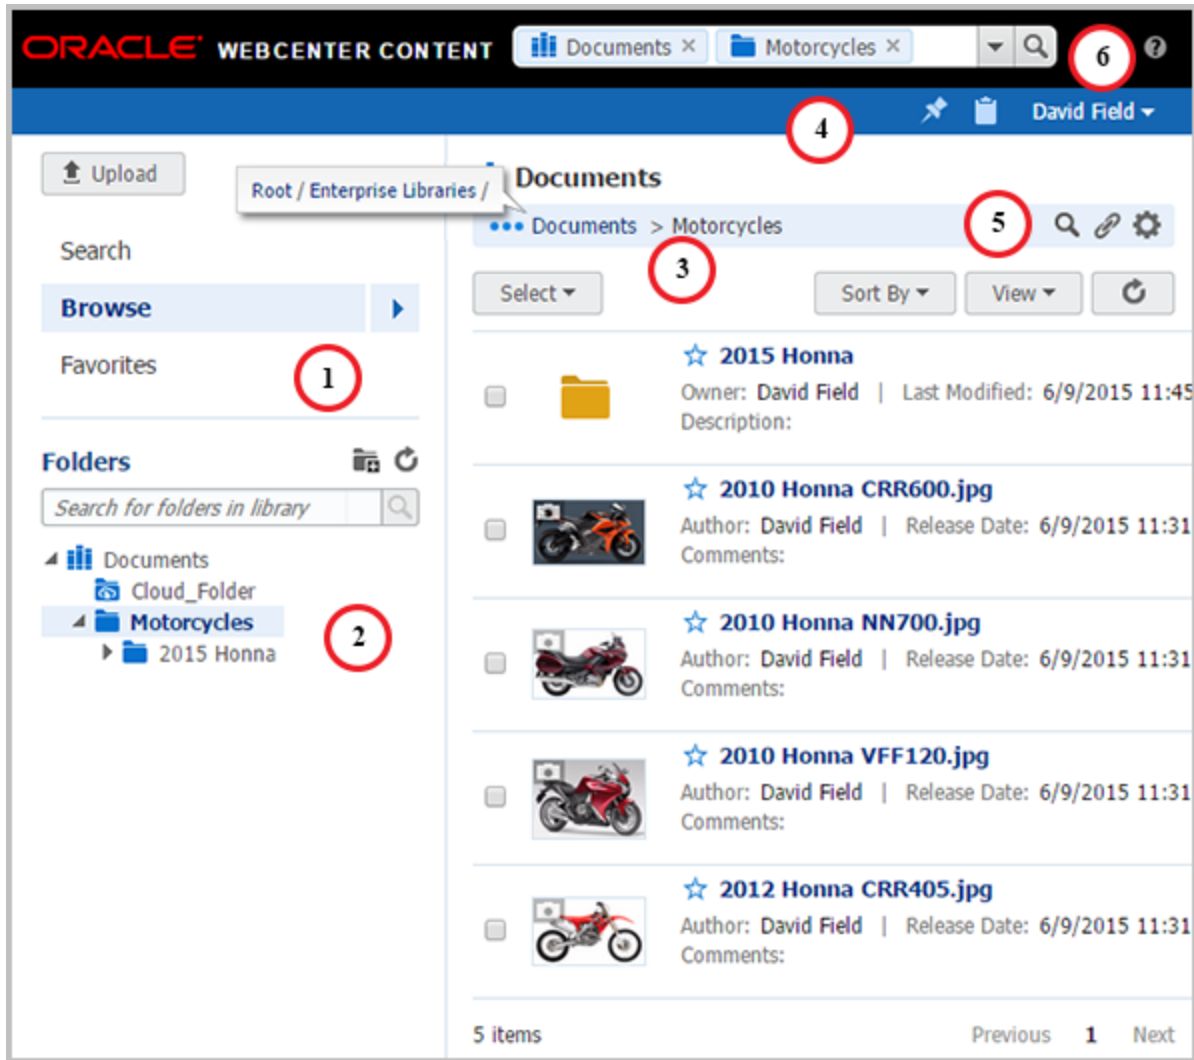 ORACLE WEBCENTER CONTENT Documents × Motorcycles × 6 ?
4 David Field
Upload
Root / Enterprise Libraries /
Documents
Documents > Motorcycles 5
Search
Browse
Favorites
1
3
Select Sort By View
Folders
Search for folders in library
Documents
Cloud_Folder
Motorcycles
2015 Honna
2
2015 Honna
Owner: David Field | Last Modified: 6/9/2015 11:45
Description:
2010 Honna CRR600.jpg
Author: David Field | Release Date: 6/9/2015 11:31
Comments:
2010 Honna NN700.jpg
Author: David Field | Release Date: 6/9/2015 11:31
Comments:
2010 Honna VFF120.jpg
Author: David Field | Release Date: 6/9/2015 11:31
Comments:
2012 Honna CRR405.jpg
Author: David Field | Release Date: 6/9/2015 11:31
Comments:
5 items Previous 1 Next